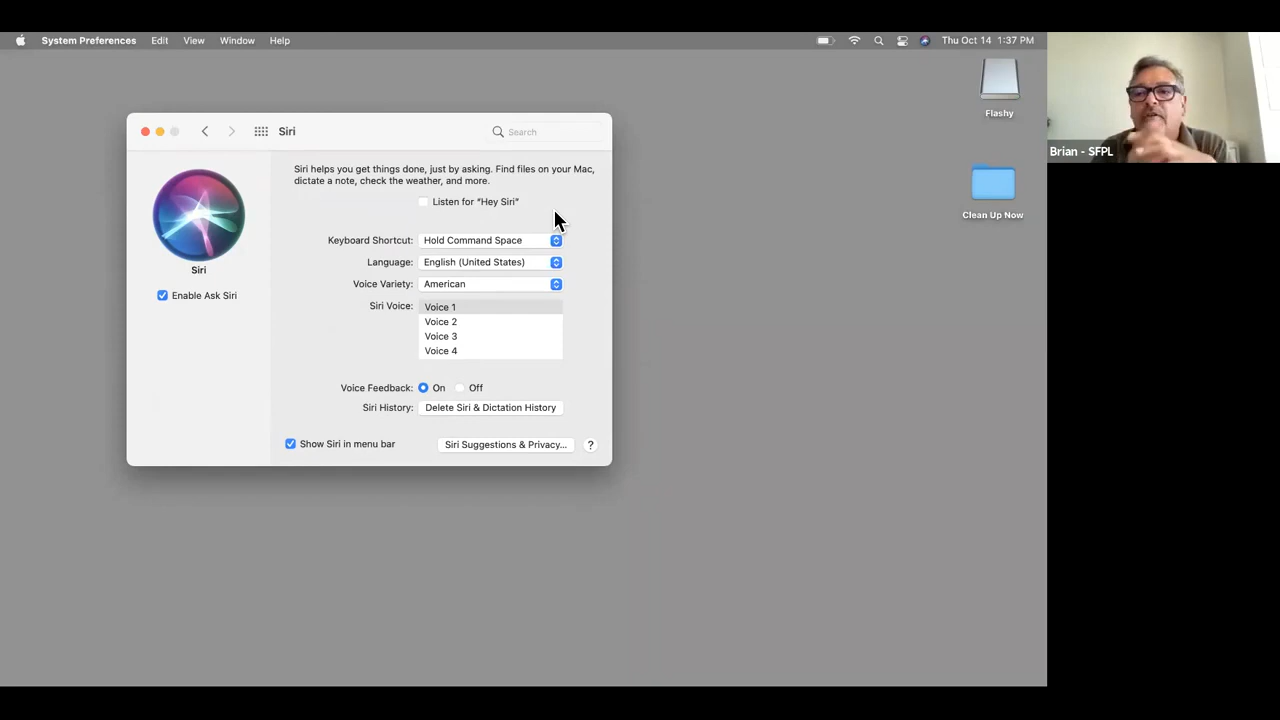 System Preferences Edit View Window Help Thu Oct 14 1:37 PM
Flashy
Brian - SFPL
Clean Up Now
Siri
Search
Siri helps you get things done, just by asking. Find files on your Mac,
dictate a note, check the weather, and more.
Listen for “Hey Siri”
Siri
Enable Ask Siri
Keyboard Shortcut: Hold Command Space
Language: English (United States)
Voice Variety: American
Siri Voice: Voice 1
Voice 2
Voice 3
Voice 4
Voice Feedback: On Off
Siri History: Delete Siri & Dictation History
Show Siri in menu bar
Siri Suggestions & Privacy...
?